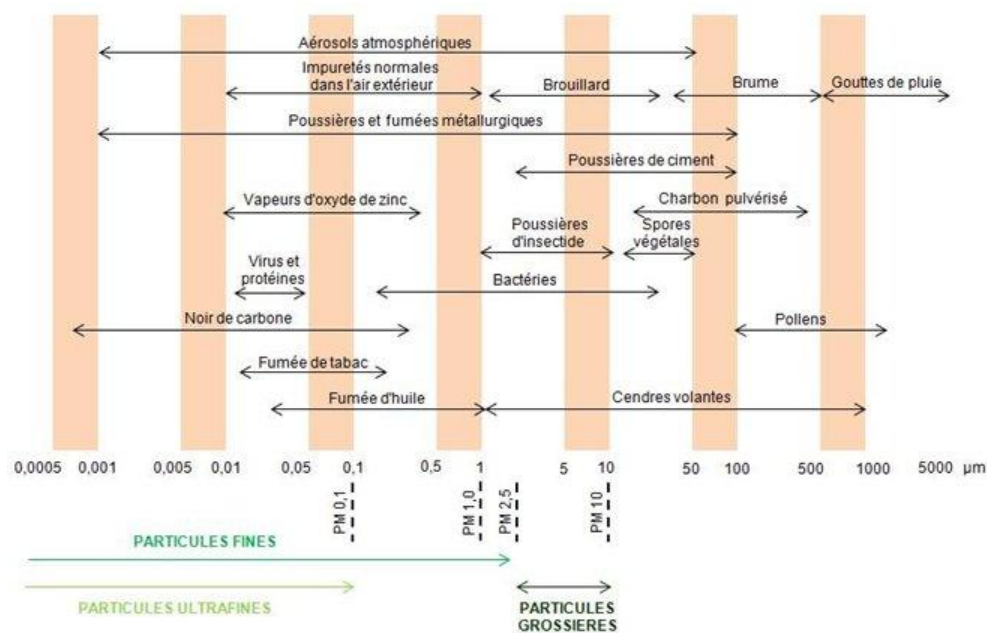 Aérosols atmosphériques
Impuretés normales
dans l'air extérieur
Brouillard
Brume
Gouttes de pluie
Poussières et fumées métallurgiques
Poussières de ciment
Vapeurs d'oxyde de zinc
Charbon pulvérisé
Poussières
d'insectide
Spores
végétales
Virus et
protéines
Bactéries
Noir de carbone
Pollens
Fumée de tabac
Fumée d'huile
Cendres volantes
0,0005 0,001 0,005 0,01 0,05 0,1 0,5 1 5 10 50 100 500 1000 5000 µm
PM 0,1
PM 1,0
PM 2,5
PM 10
PARTICULES FINES
PARTICULES ULTRAFINES
PARTICULES
GROSSIERES